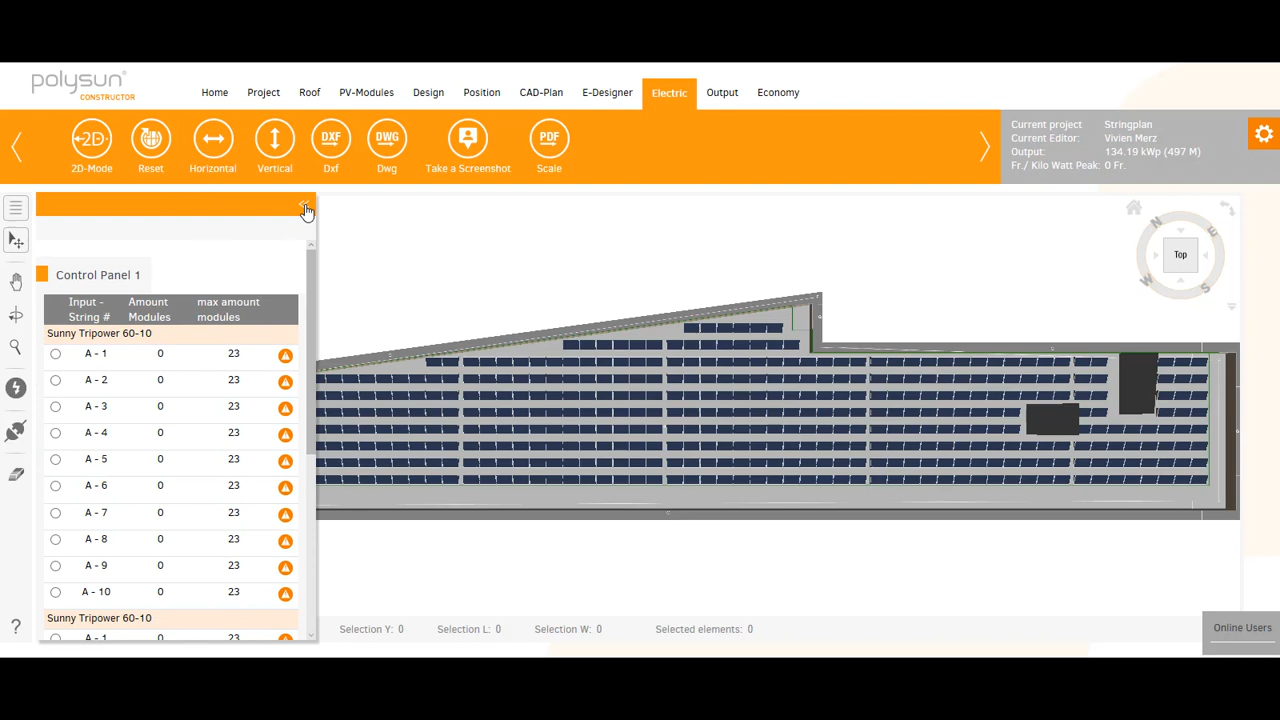 polysun®
CONSTRUCTOR
Home Project Roof PV-Modules Design Position CAD-Plan E-Designer Electric Output Economy
2D DXF DWG PDF
2D-Mode Reset Horizontal Vertical Dxf Dwg Take a Screenshot Scale
Current project Stringplan
Current Editor: Vivien Merz
Output: 134.19 kWp (497 M)
Fr./ Kilo Watt Peak: 0 Fr.
N E
Top
W S
Control Panel 1
Input - String # Amount Modules max amount modules
Sunny Tripower 60-10
A - 1 0 23
A - 2 0 23
A - 3 0 23
A - 4 0 23
A - 5 0 23
A - 6 0 23
A - 7 0 23
A - 8 0 23
A - 9 0 23
A - 10 0 23
Sunny Tripower 60-10
A - 1 0 23
Selection Y: 0 Selection L: 0 Selection W: 0 Selected elements: 0
Online Users
?